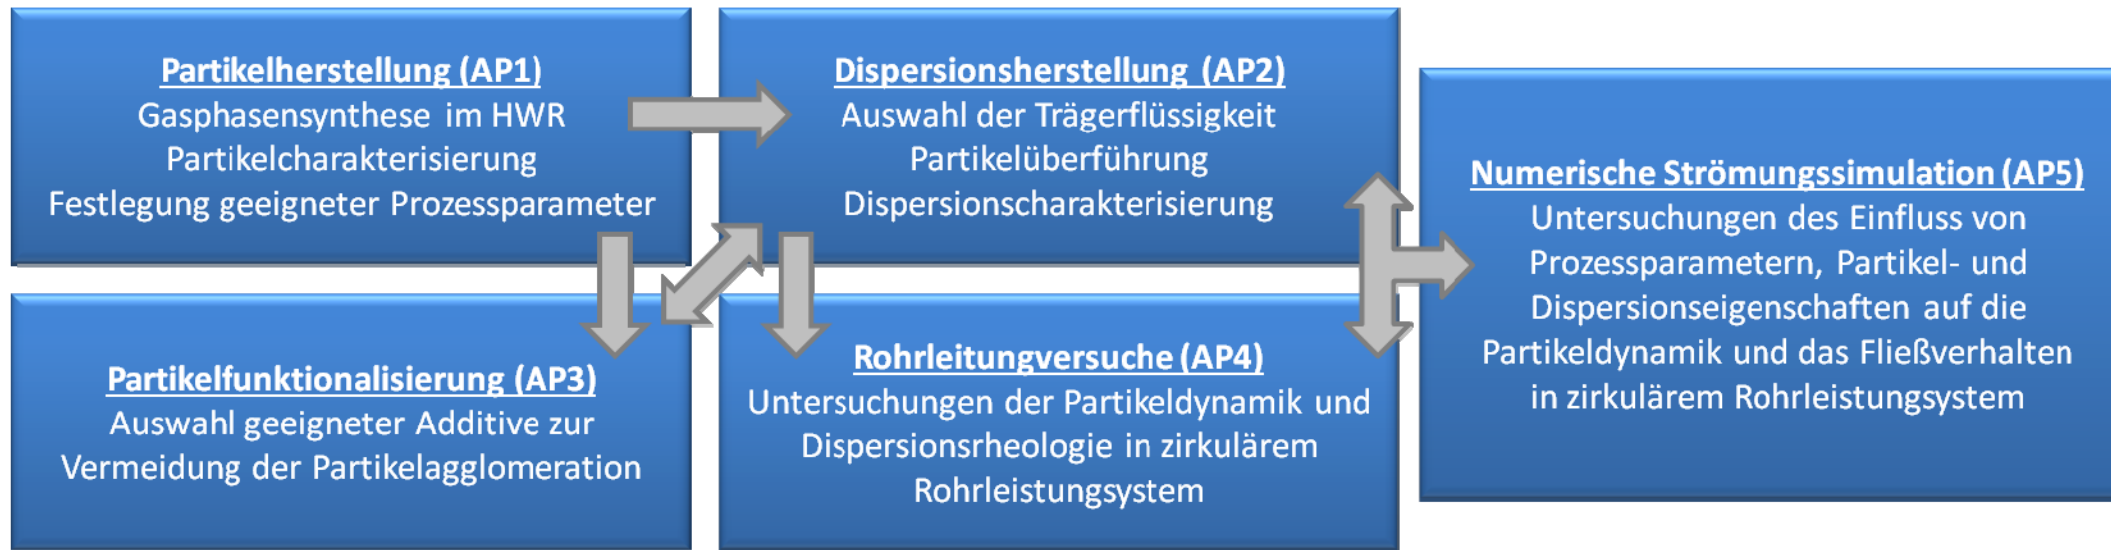 Partikelherstellung (AP1)
Gasphasensynthese im HWR
Partikelcharakterisierung
Festlegung geeigneter Prozessparameter
Dispersionsherstellung (AP2)
Auswahl der Trägerflüssigkeit
Partikelüberführung
Dispersionscharakterisierung
Partikelfunktionalisierung (AP3)
Auswahl geeigneter Additive zur
Vermeidung der Partikelagglomeration
Rohrleitungversuche (AP4)
Untersuchungen der Partikeldynamik und
Dispersionsrheologie in zirkulärem
Rohrleistungsystem
Numerische Strömungssimulation (AP5)
Untersuchungen des Einfluss von
Prozessparametern, Partikel- und
Dispersionseigenschaften auf die
Partikeldynamik und das Fließverhalten
in zirkulärem Rohrleistungsystem